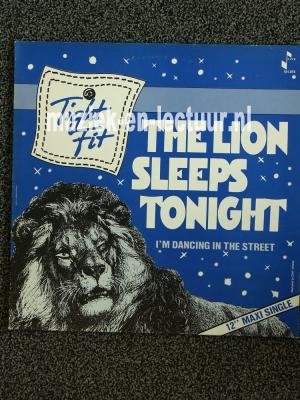 Tight
Fit
muziek-en-lectuur.nl
THE LION
SLEEPS
TONIGHT
I'M DANCING IN THE STREET
12" MAXI SINGLE